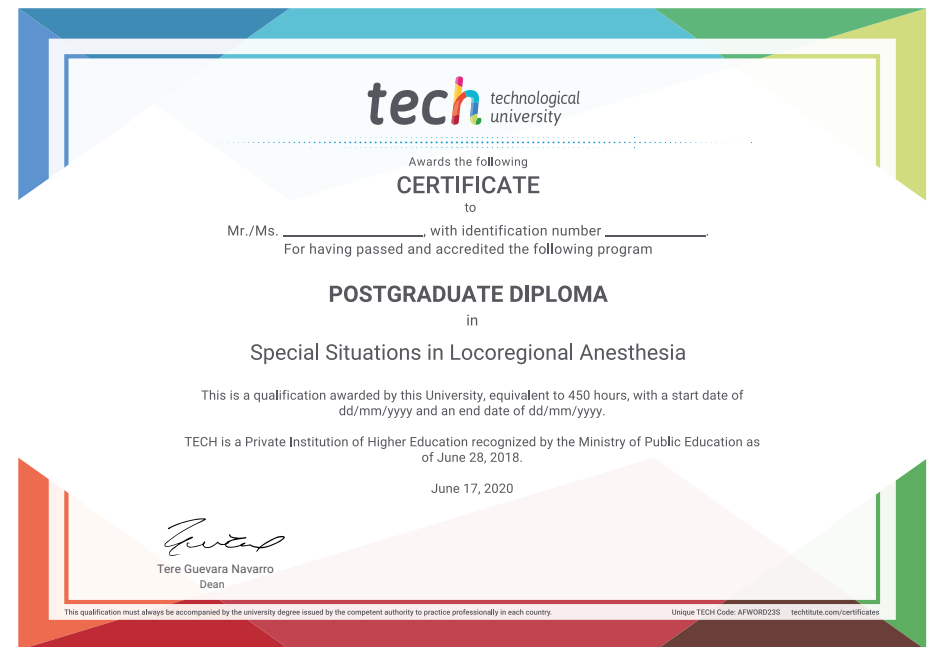 tech technological
university
Awards the following
CERTIFICATE
to
Mr./Ms. ____________________, with identification number ______________.
For having passed and accredited the following program
POSTGRADUATE DIPLOMA
in
Special Situations in Locoregional Anesthesia
This is a qualification awarded by this University, equivalent to 450 hours, with a start date of
dd/mm/yyyy and an end date of dd/mm/yyyy.
TECH is a Private Institution of Higher Education recognized by the Ministry of Public Education as
of June 28, 2018.
June 17, 2020
Tere Guevara Navarro
Dean
This qualification must always be accompanied by the university degree issued by the competent authority to practice professionally in each country.
Unique TECH Code: AFWORD23S techtitute.com/certificates